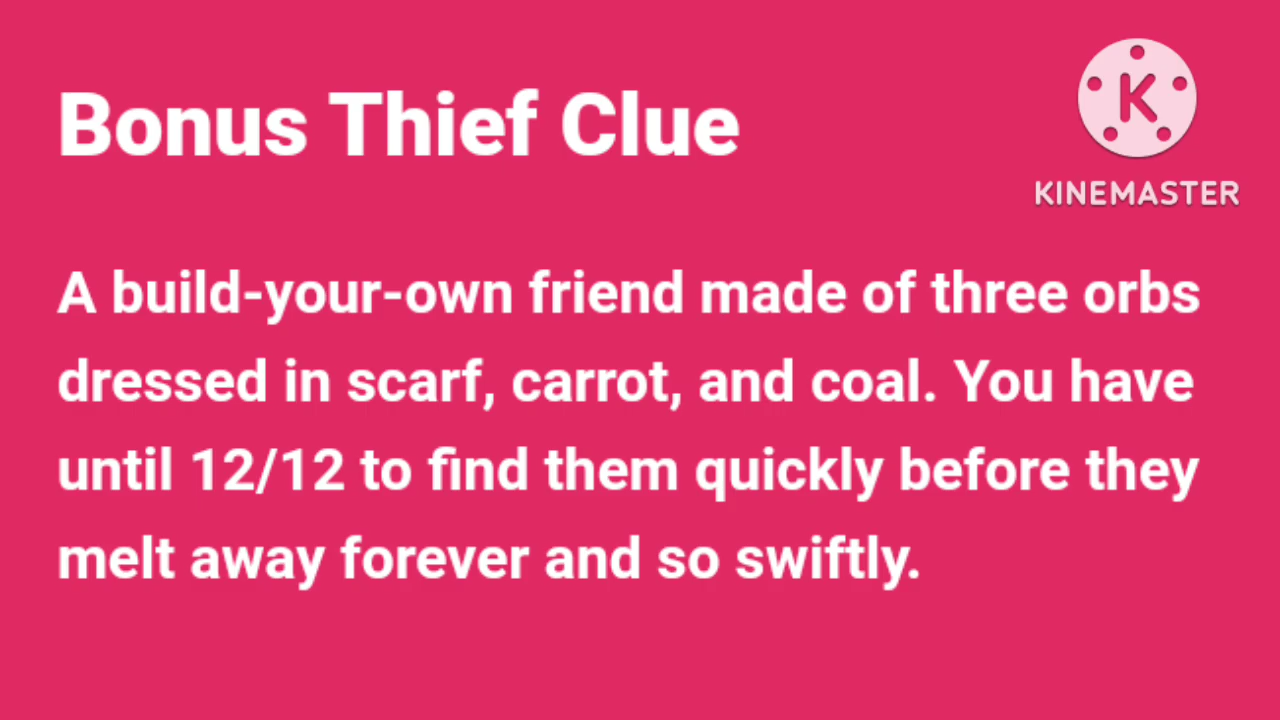 Bonus Thief Clue
K
KINEMASTER
A build-your-own friend made of three orbs
dressed in scarf, carrot, and coal. You have
until 12/12 to find them quickly before they
melt away forever and so swiftly.